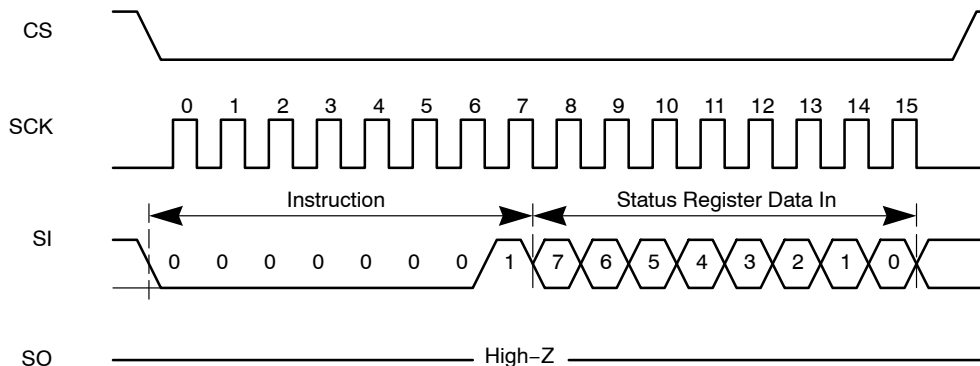 CS
0 1 2 3 4 5 6 7 8 9 10 11 12 13 14 15
SCK
Instruction Status Register Data In
SI
0 0 0 0 0 0 0 1 7 6 5 4 3 2 1 0
SO High−Z